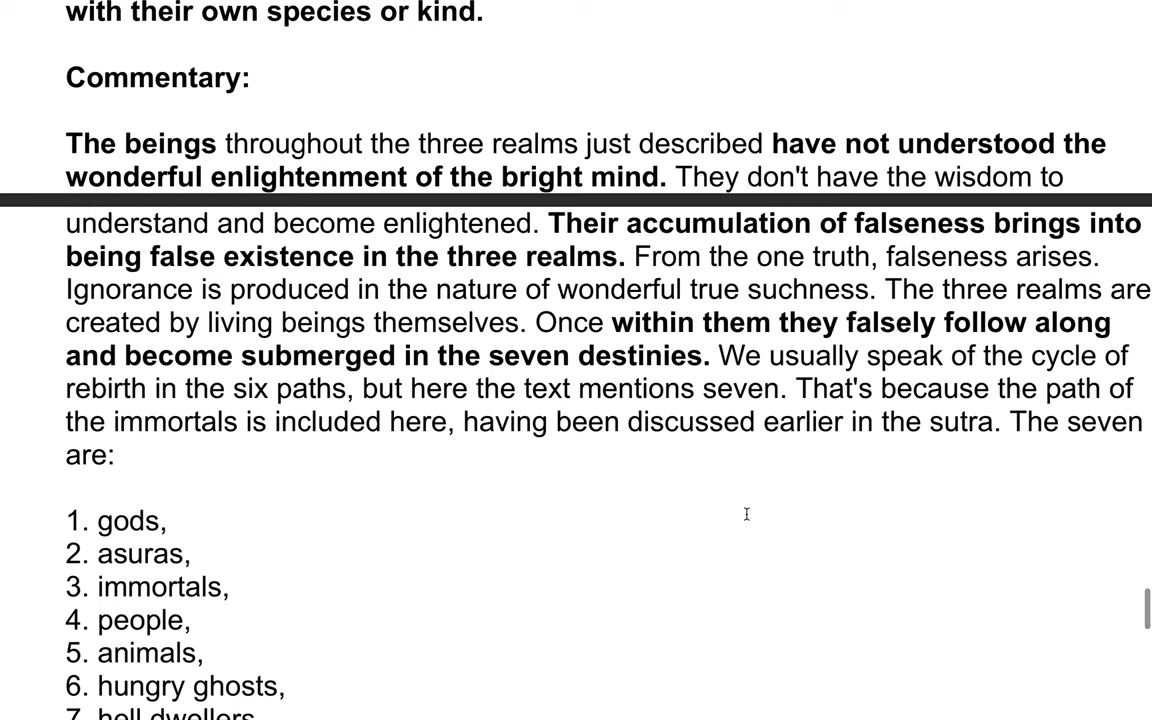 with their own species or kind.
Commentary:
The beings throughout the three realms just described have not understood the
wonderful enlightenment of the bright mind. They don't have the wisdom to
understand and become enlightened. Their accumulation of falseness brings into
being false existence in the three realms. From the one truth, falseness arises.
Ignorance is produced in the nature of wonderful true suchness. The three realms are
created by living beings themselves. Once within them they falsely follow along
and become submerged in the seven destinies. We usually speak of the cycle of
rebirth in the six paths, but here the text mentions seven. That's because the path of
the immortals is included here, having been discussed earlier in the sutra. The seven
are:
1. gods,
2. asuras,
3. immortals,
4. people,
5. animals,
6. hungry ghosts,
7. hell dwellers